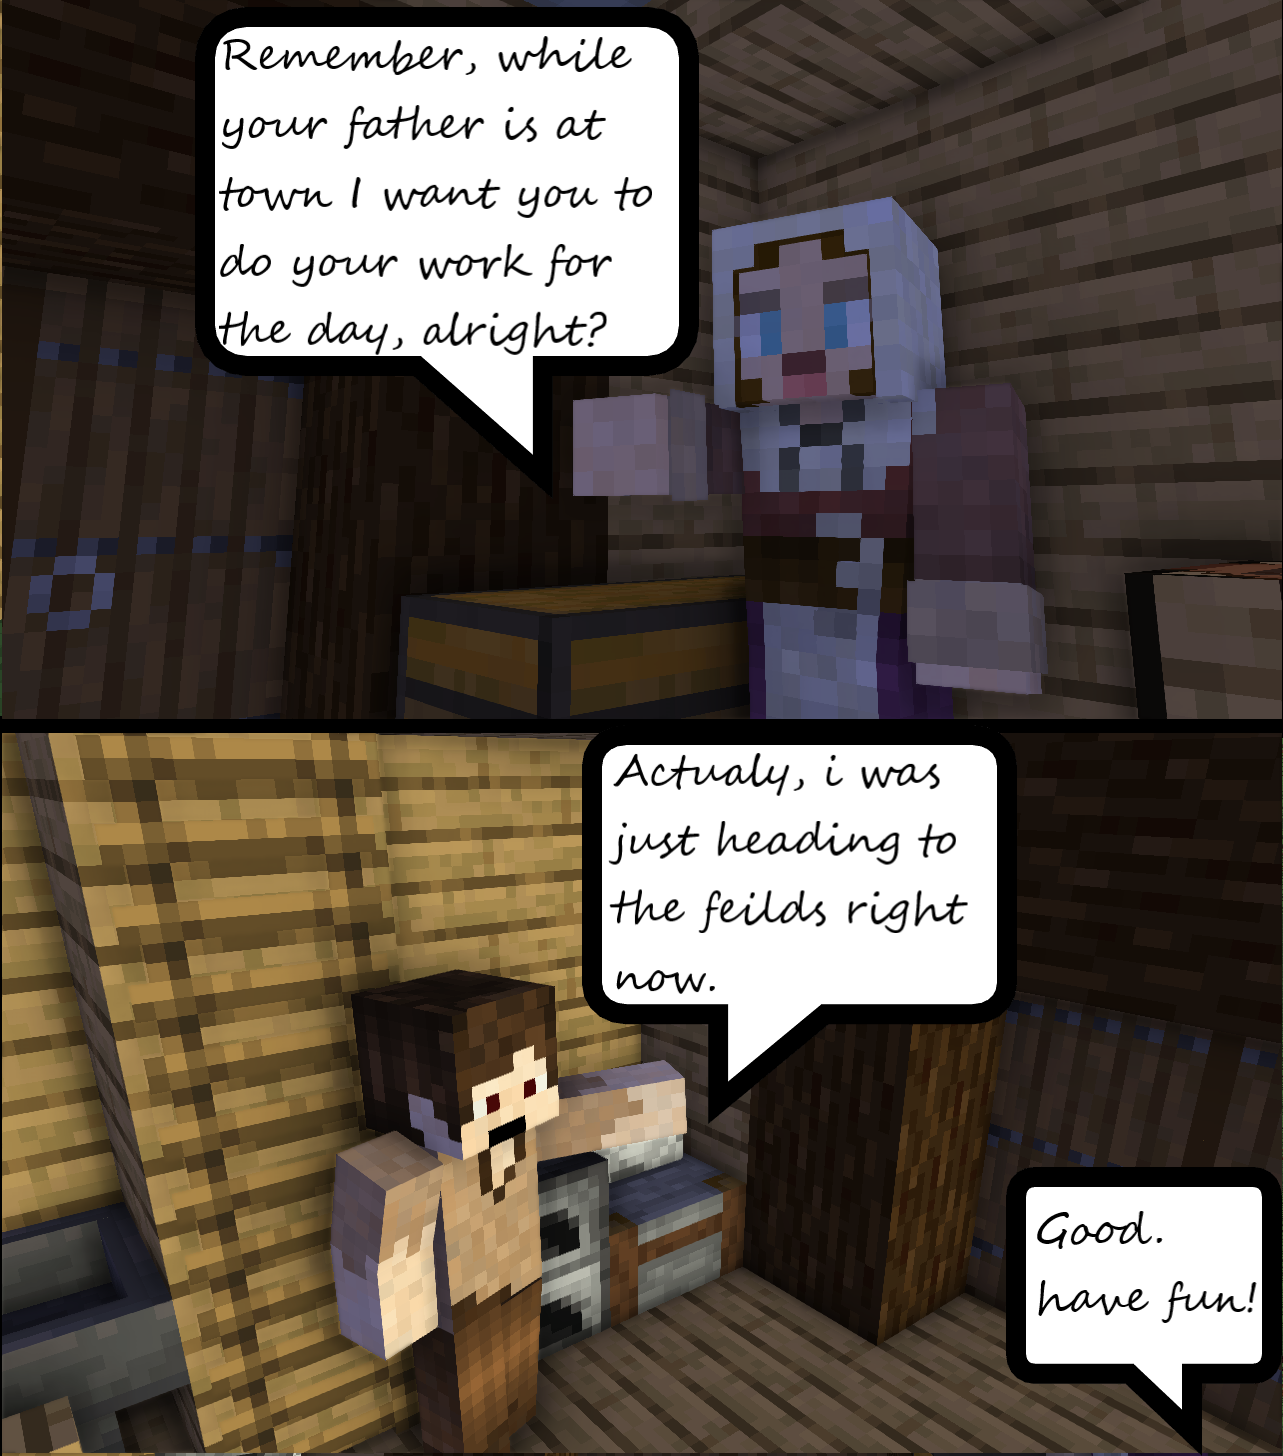 Remember, while
your father is at
town I want you to
do your work for
the day, alright?
Actualy, i was
just heading to
the feilds right
now.
Good.
have fun!